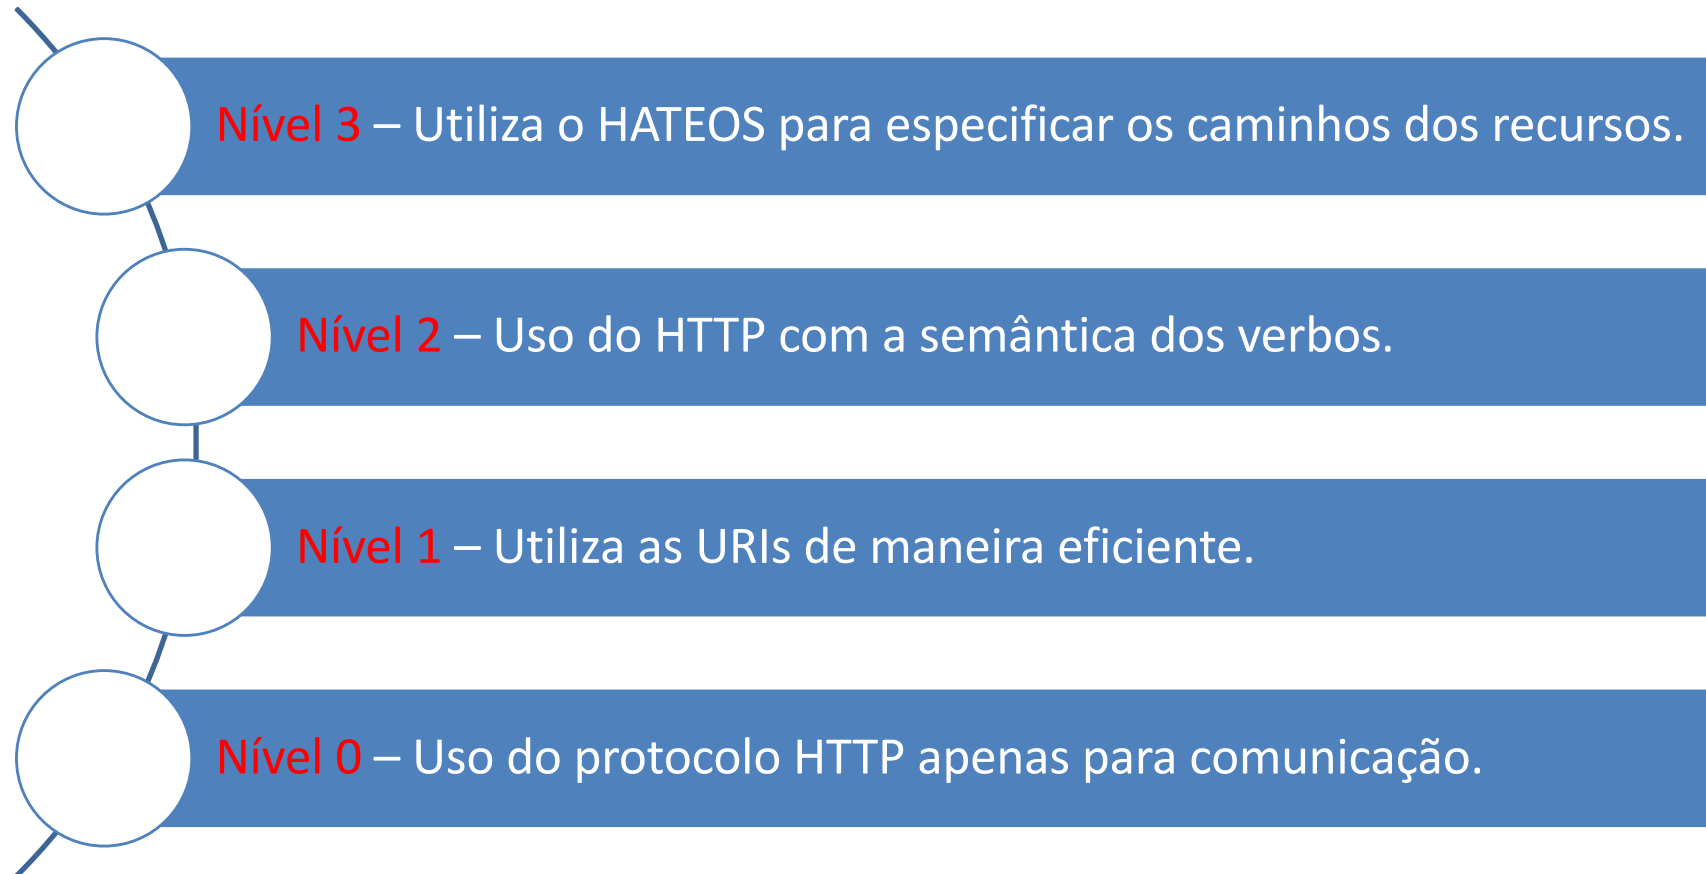 Nível 3 – Utiliza o HATEOS para especificar os caminhos dos recursos.
Nível 2 – Uso do HTTP com a semântica dos verbos.
Nível 1 – Utiliza as URIs de maneira eficiente.
Nível 0 – Uso do protocolo HTTP apenas para comunicação.